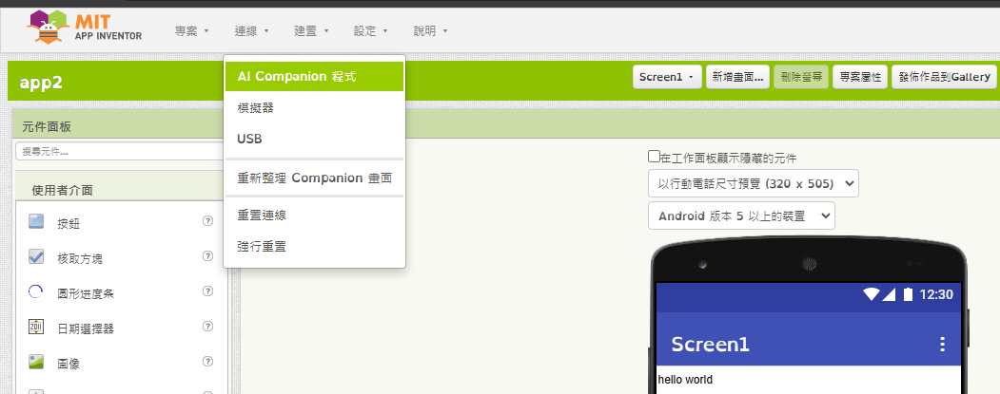 MIT
APP INVENTOR
專案 連線 建置 設定 說明
app2
Screen1 新增畫面... 刪除螢幕 專案屬性 發佈作品到Gallery
AI Companion 程式
模擬器
USB
重新整理 Companion 畫面
重置連線
強行重置
元件面板
搜尋元件...
使用者介面
按鈕 ?
核取方塊 ?
圆形进度条 ?
日期選擇器 ?
圖像 ?
在工作面板顯示隱藏的元件
以行動電話尺寸預覽 (320 x 505)
Android 版本 5 以上的裝置
12:30
Screen1
hello world